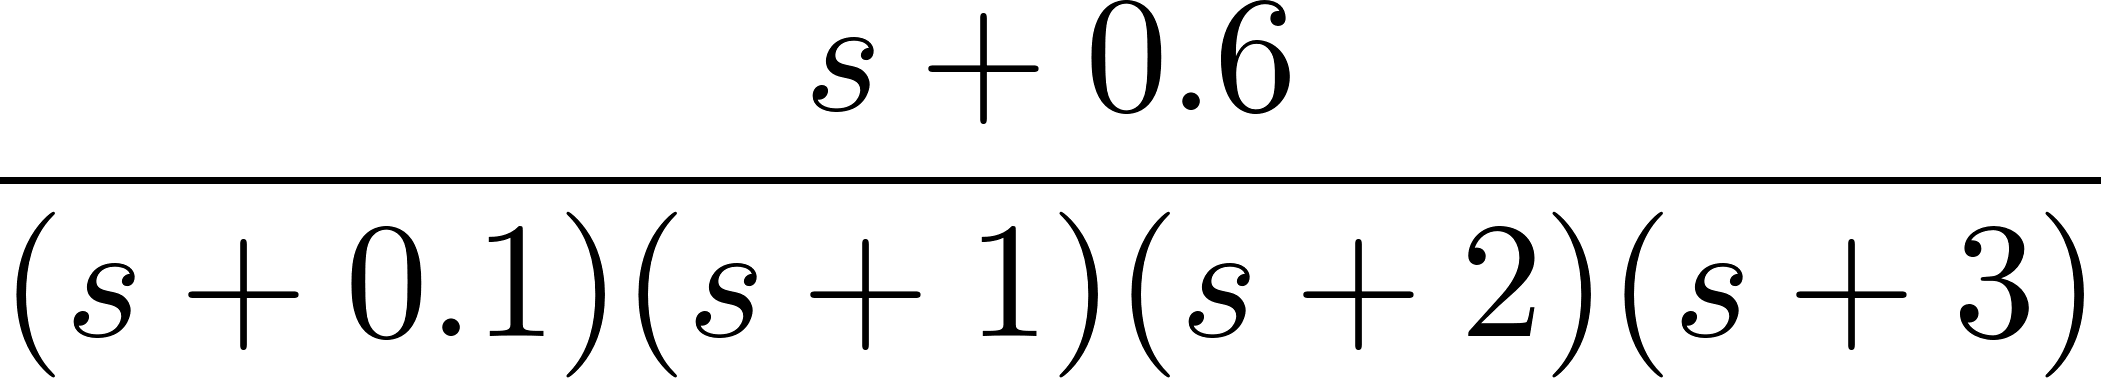 s + 0.6
(s + 0.1)(s + 1)(s + 2)(s + 3)